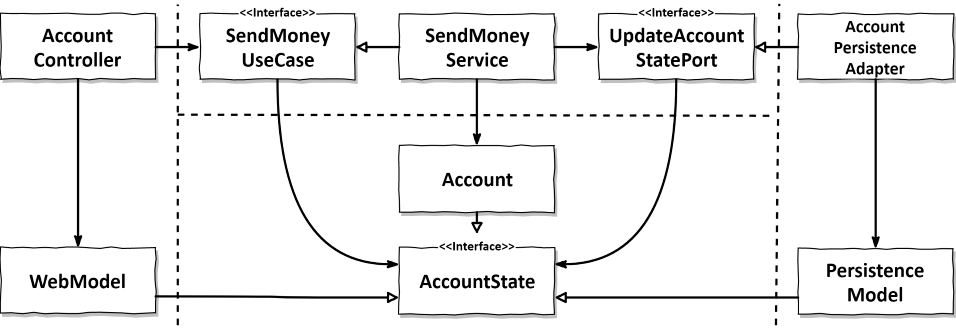 <<Interface>>
<<Interface>>
Account
Controller
SendMoney
UseCase
SendMoney
Service
UpdateAccount
StatePort
Account
Persistence
Adapter
Account
<<Interface>>
WebModel
AccountState
Persistence
Model